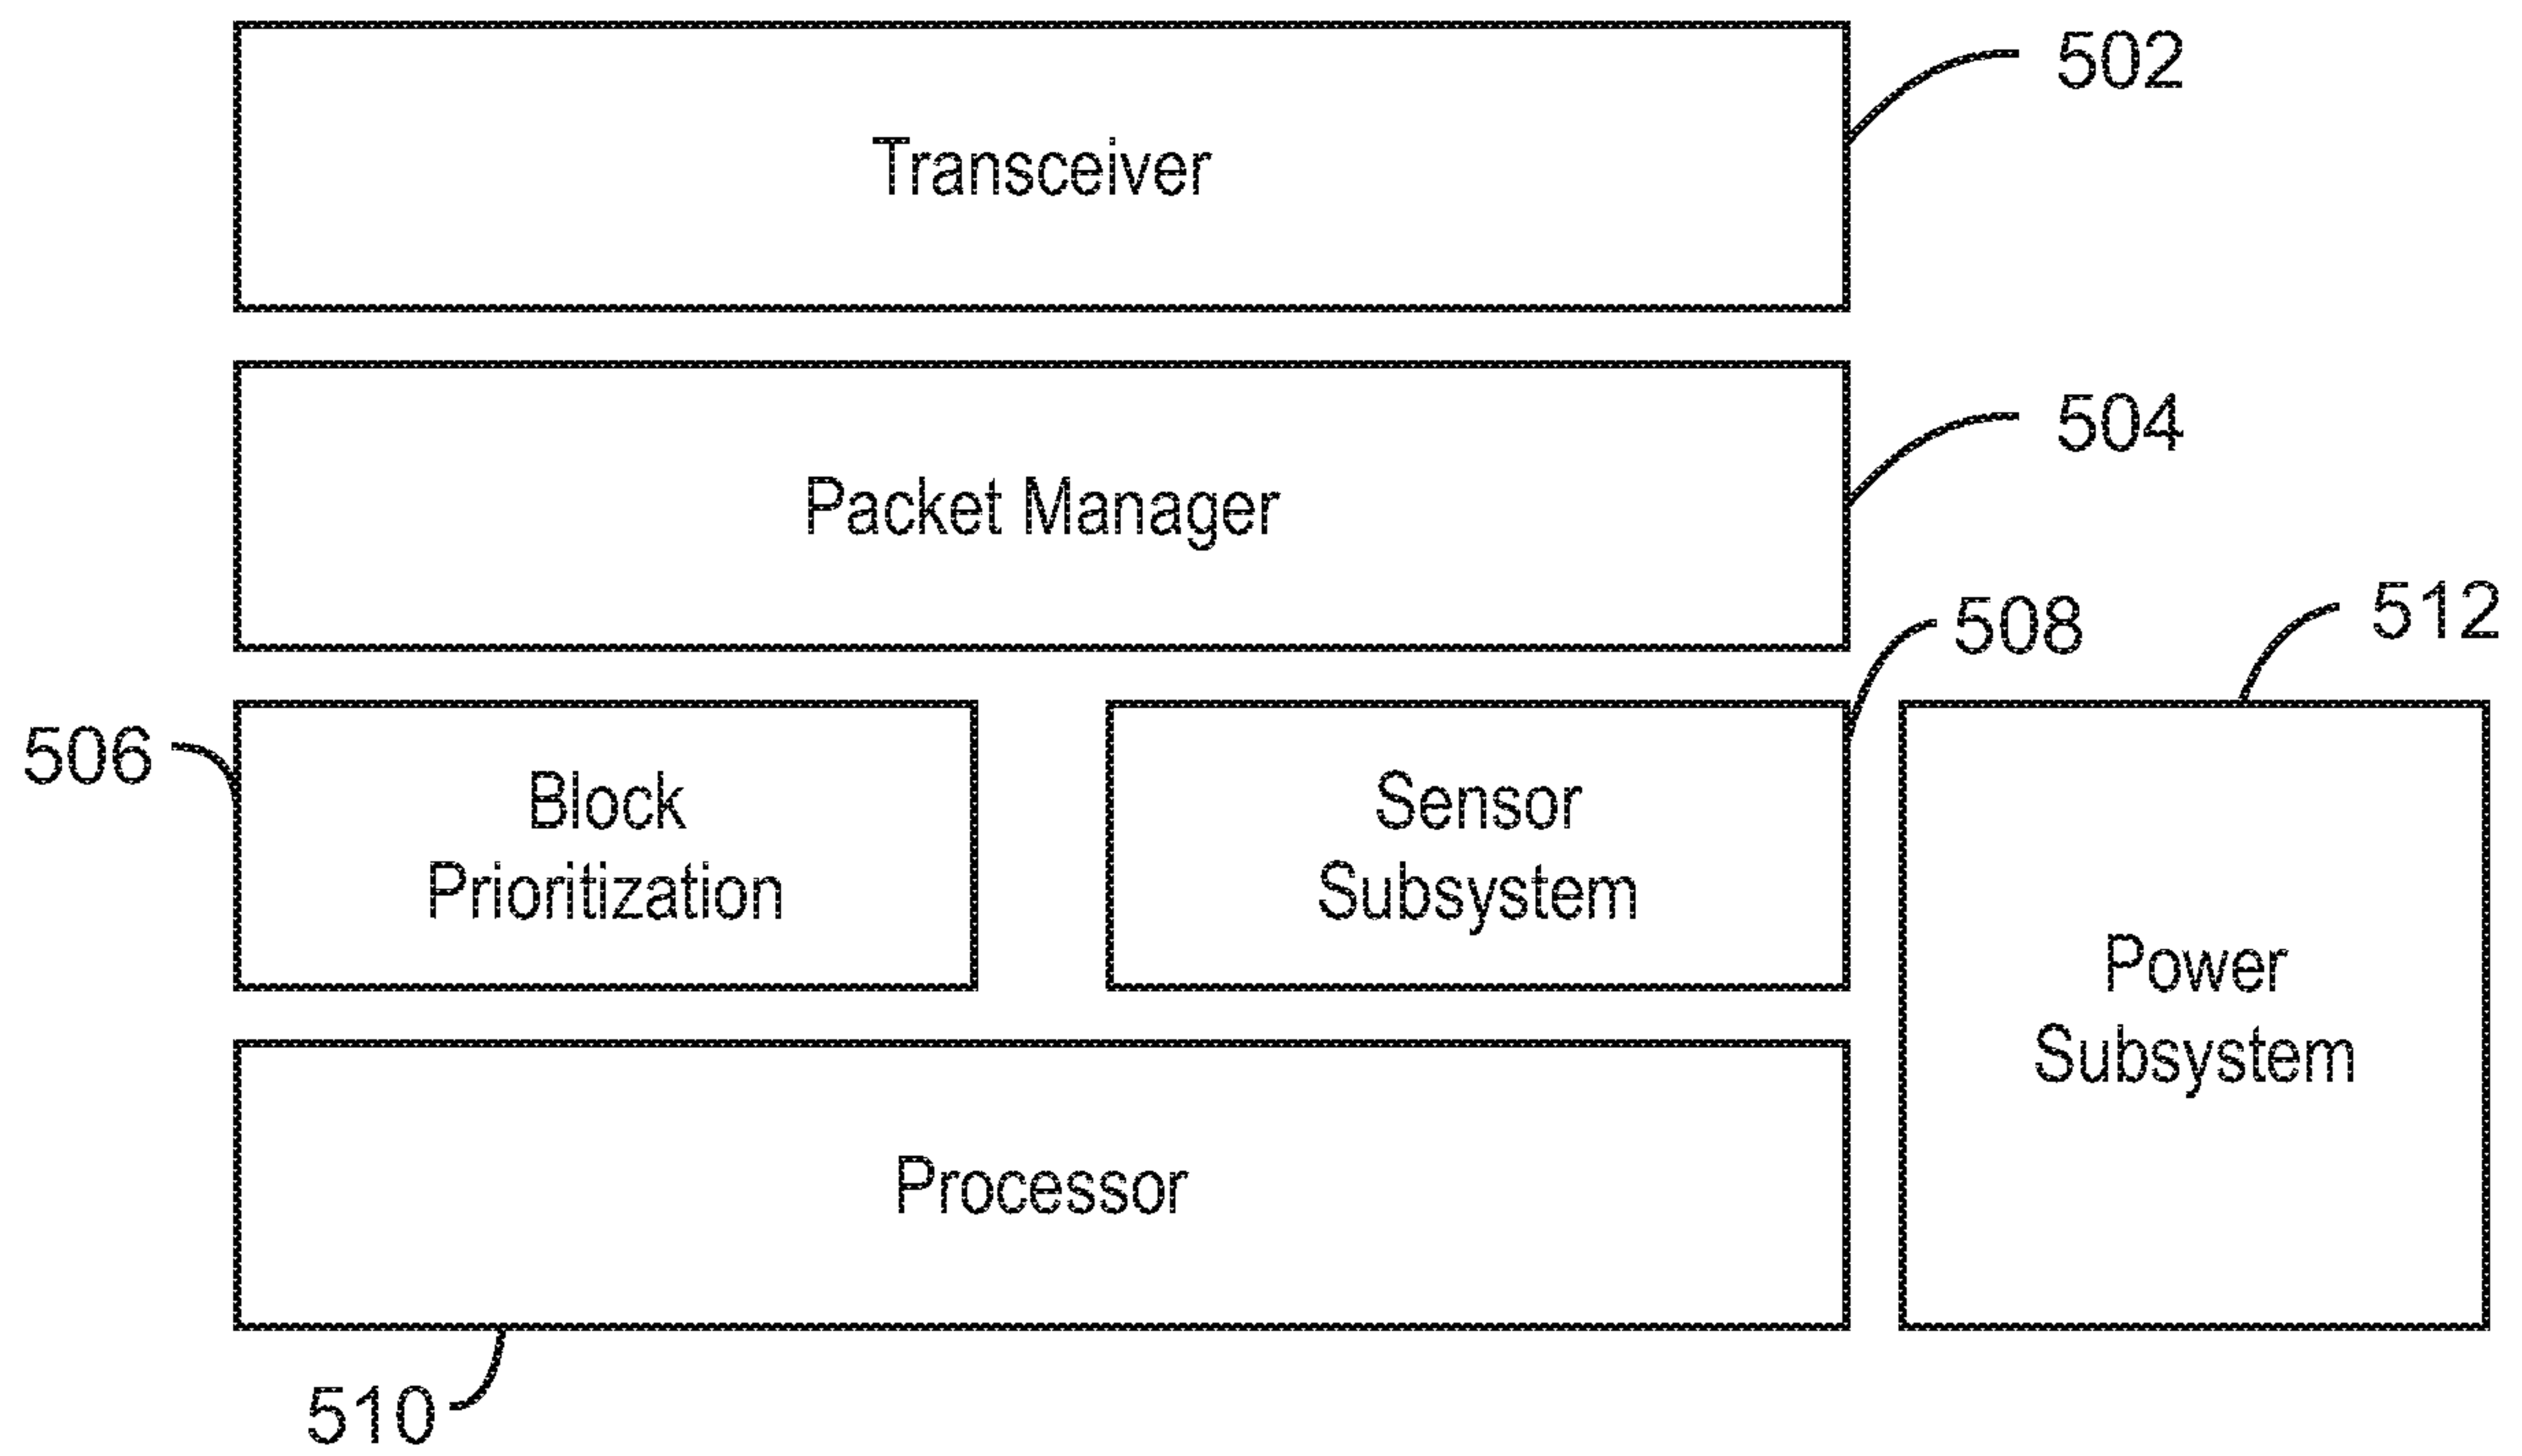 502
Transceiver
504
Packet Manager
508
512
506
Block
Prioritization
Sensor
Subsystem
Power
Subsystem
Processor
510